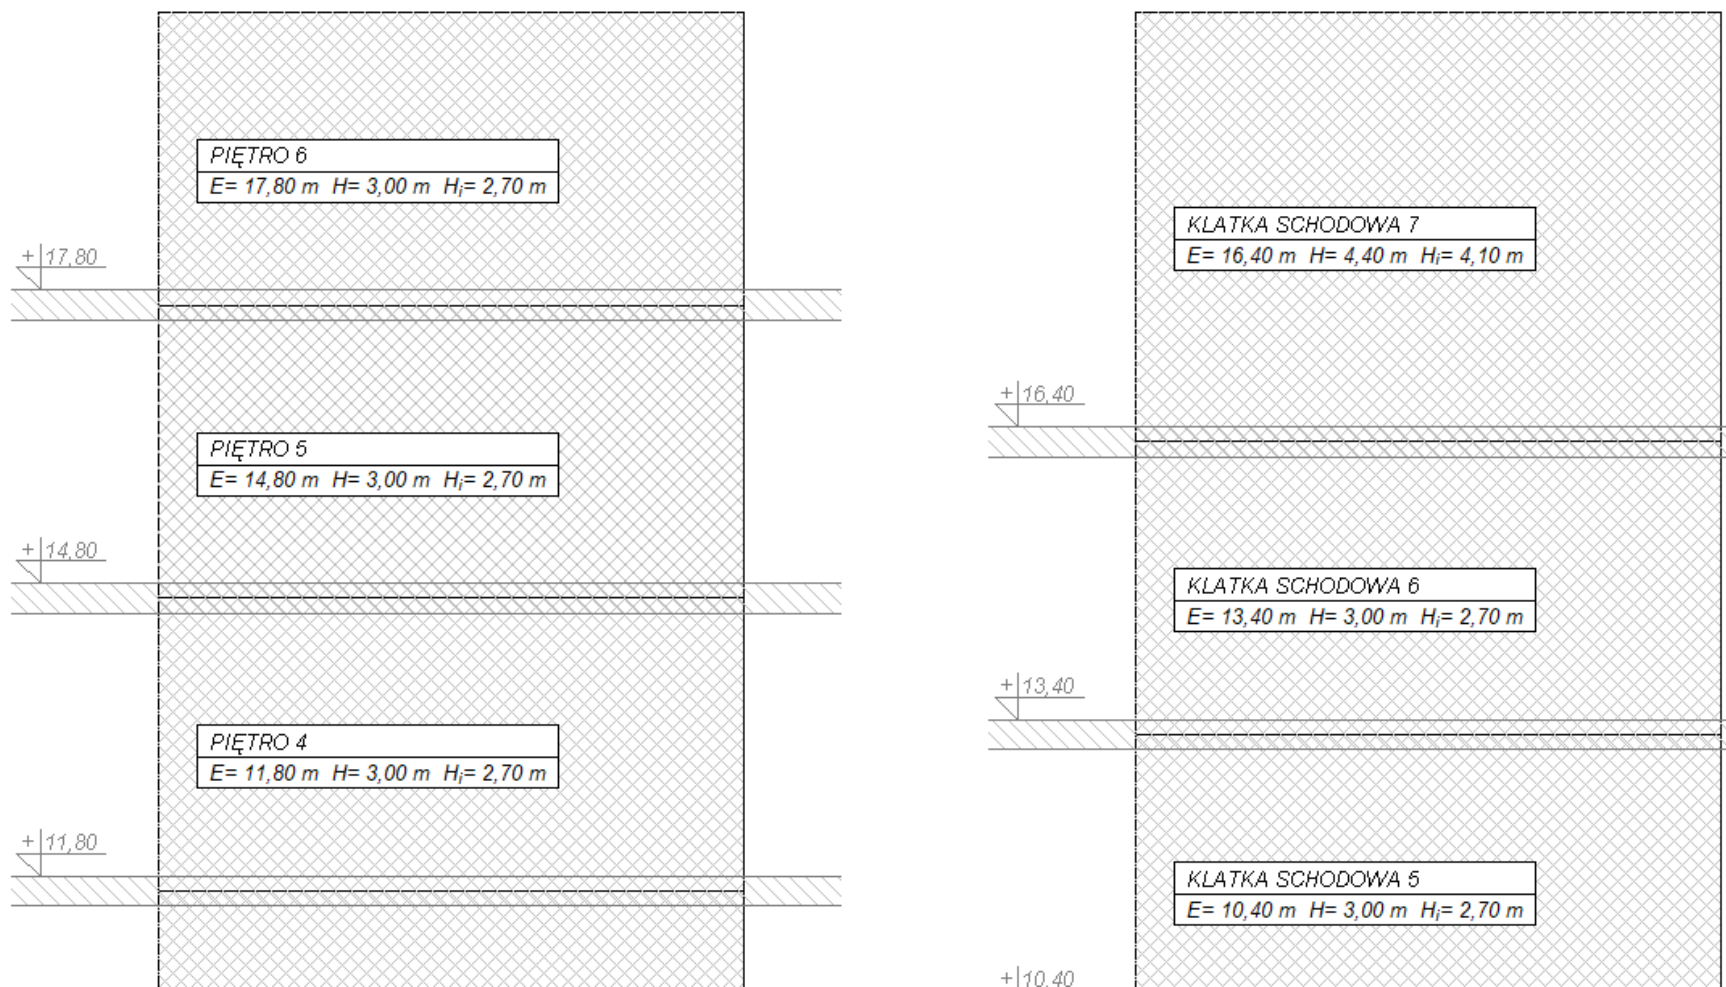 PIĘTRO 6
E= 17,80 m H= 3,00 m Hᵢ= 2,70 m
+17,80
PIĘTRO 5
E= 14,80 m H= 3,00 m Hᵢ= 2,70 m
+14,80
PIĘTRO 4
E= 11,80 m H= 3,00 m Hᵢ= 2,70 m
+11,80
KLATKA SCHODOWA 7
E= 16,40 m H= 4,40 m Hᵢ= 4,10 m
+16,40
KLATKA SCHODOWA 6
E= 13,40 m H= 3,00 m Hᵢ= 2,70 m
+13,40
KLATKA SCHODOWA 5
E= 10,40 m H= 3,00 m Hᵢ= 2,70 m
+10,40